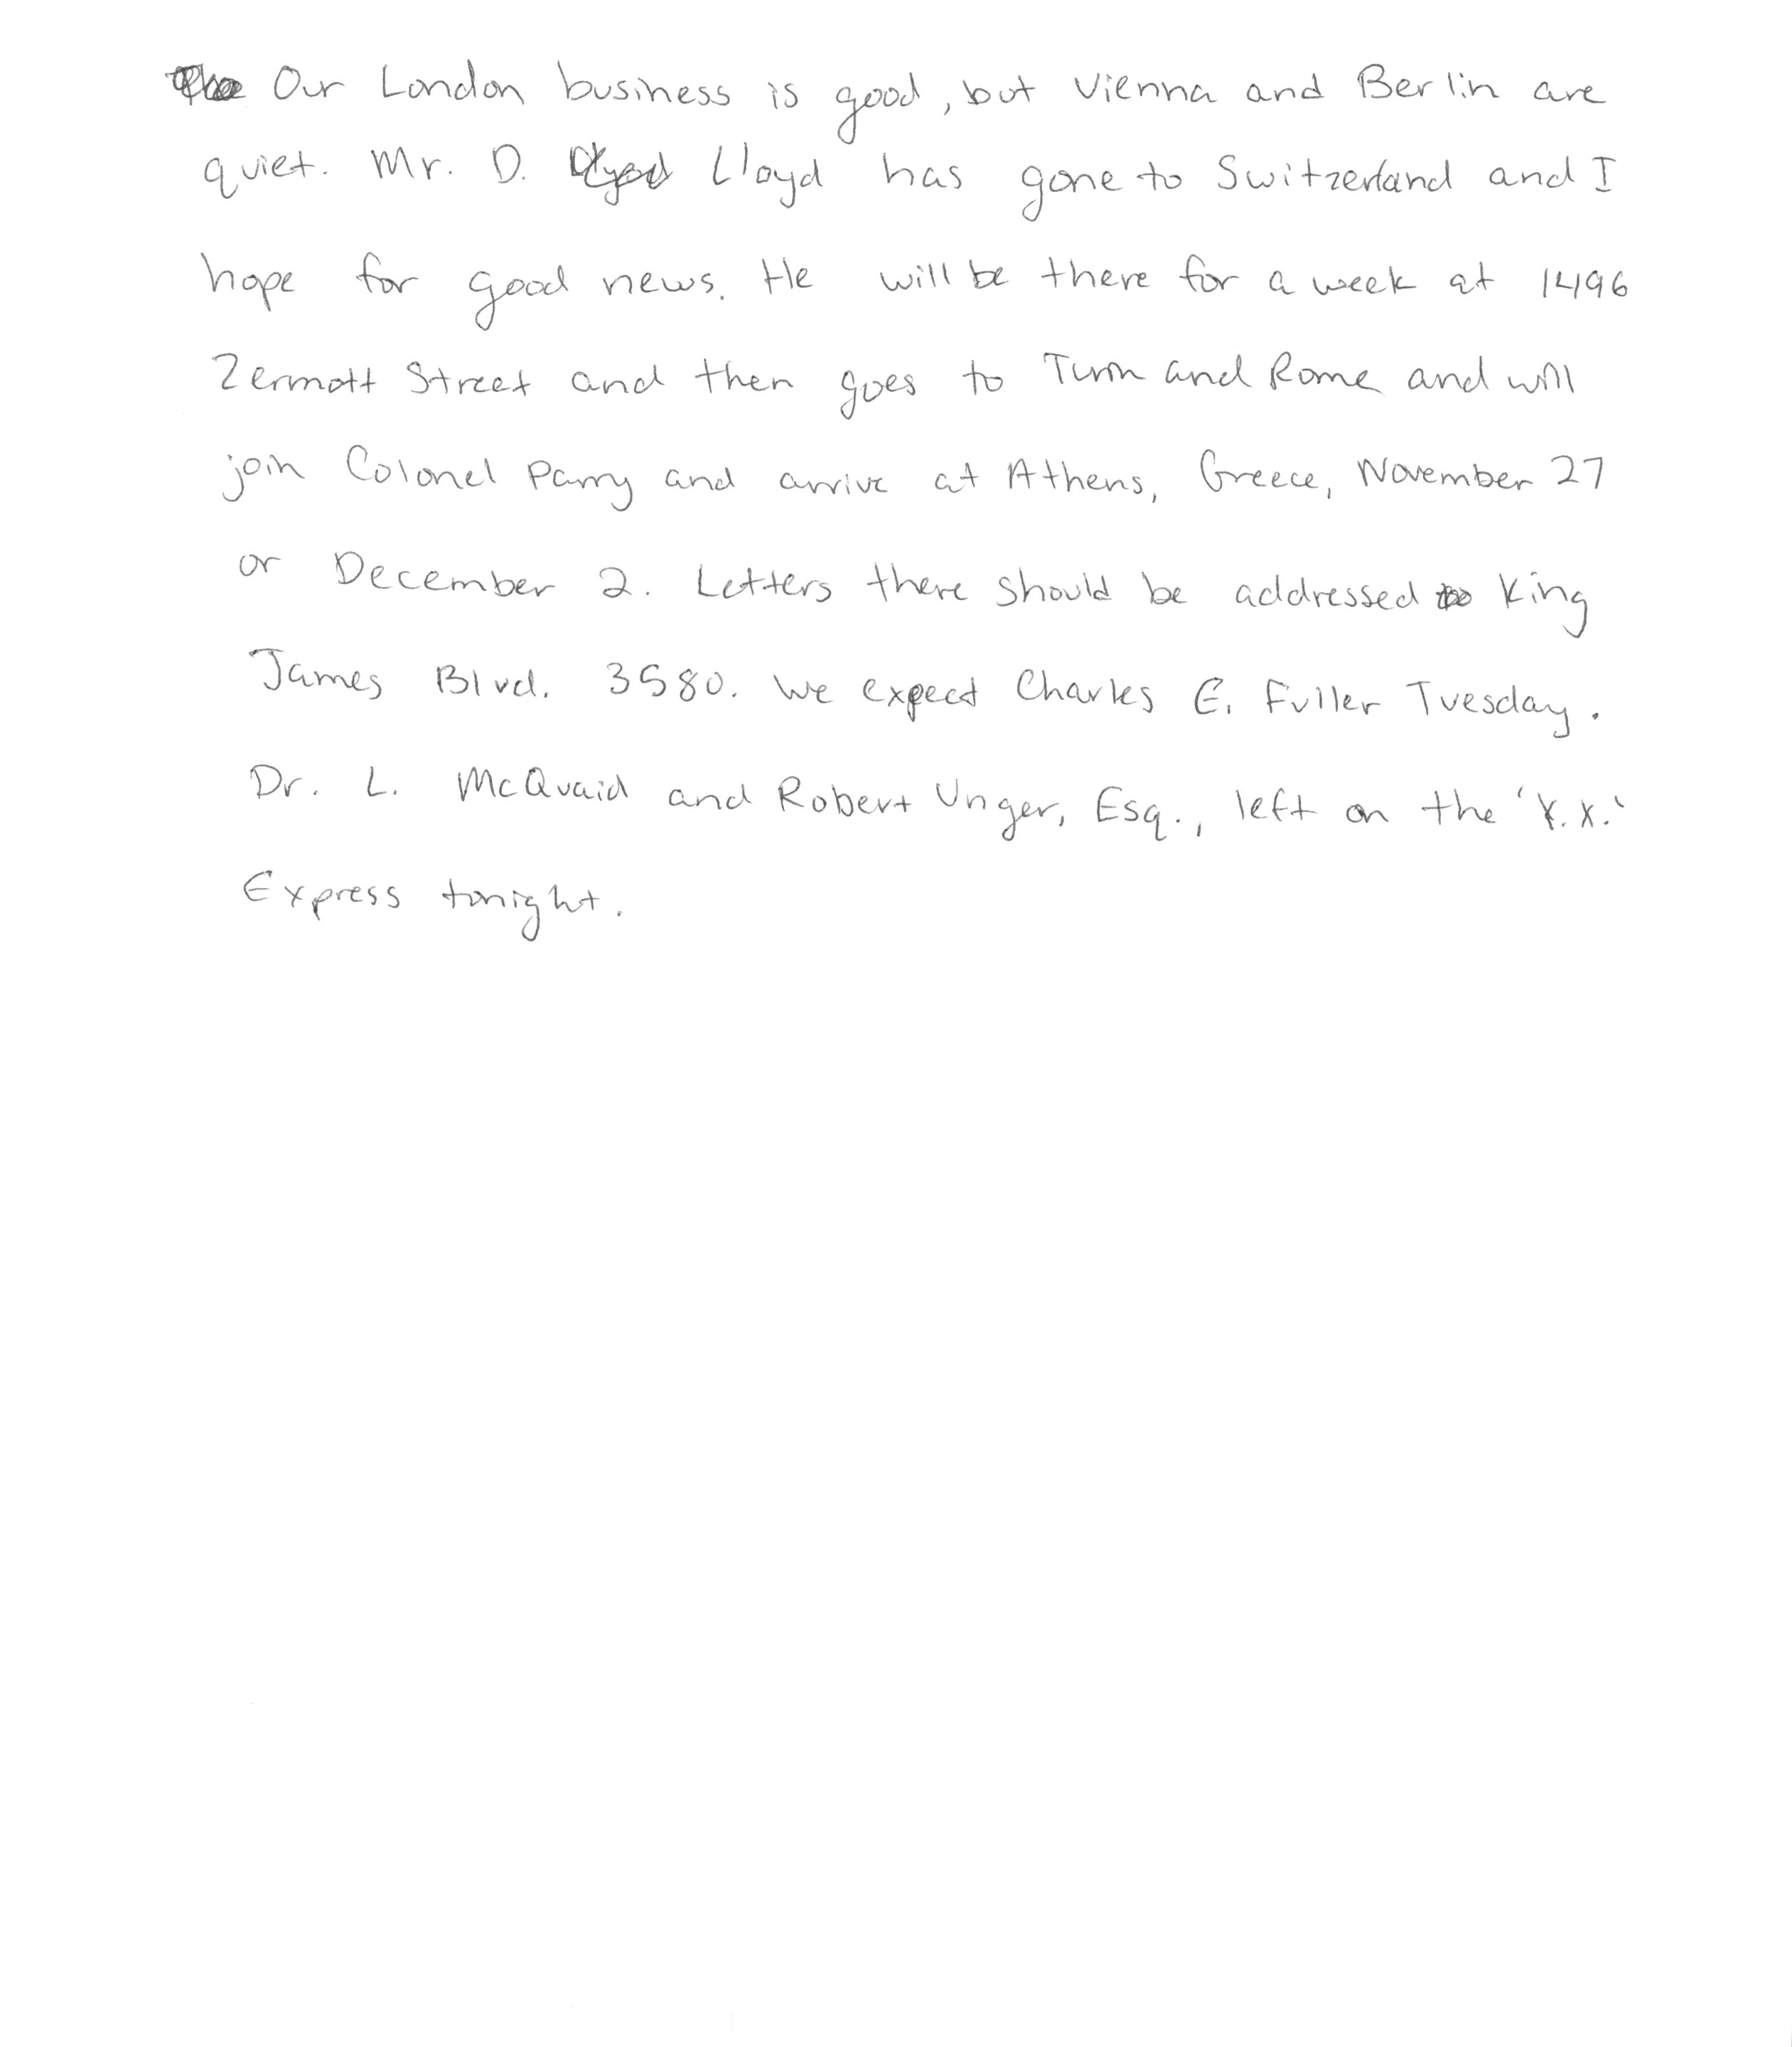 Our London business is good, but Vienna and Berlin are
quiet. Mr. D. Lloyd has gone to Switzerland and I
hope for good news. He will be there for a week at 1496
Zermott Street and then goes to Turin and Rome and will
join Colonel Parry and arrive at Athens, Greece, November 27
or December 2. Letters there should be addressed to King
James Blvd. 3580. We expect Charles E. Fuller Tuesday.
Dr. L. McQuaid and Robert Unger, Esq., left on the 'Y.X.'
Express tonight.